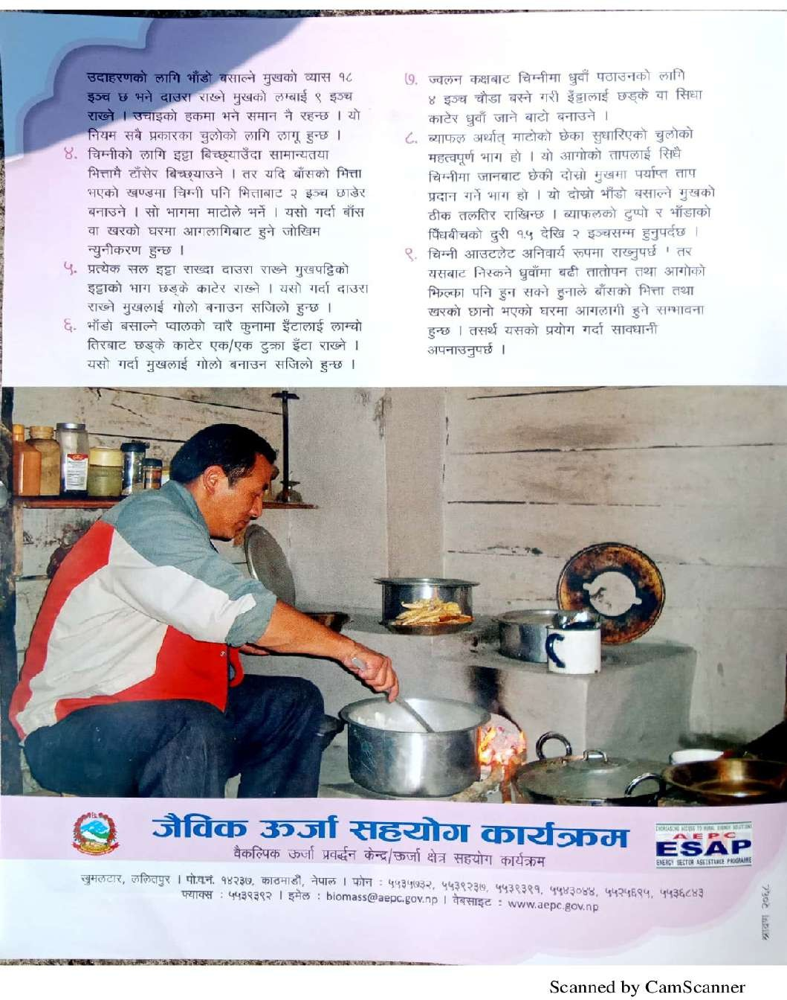 उदाहरणको लागि भाँडो बसाल्ने मुखको व्यास १८
इञ्च छ भने दाउरा राख्ने मुखको लम्बाई ९ इञ्च
राख्ने । उचाइको हकमा भने समान नै रहन्छ । यो
नियम सबै प्रकारका चुलोको लागि लागू हुन्छ ।
४. चिम्नीको लागि इट्टा बिच्छ्याउँदा सामान्यतया
भित्तामै टाँसेर बिच्छ्याउने । तर यदि बाँसको भित्ता
भएको खण्डमा चिम्नी पनि भित्ताबाट २ इञ्च छाडेर
बनाउने । सो भागमा माटोले भर्ने । यसो गर्दा बाँस
वा खरको घरमा आगलागिबाट हुने जोखिम
न्युनीकरण हुन्छ ।
५. प्रत्येक सल इट्टा राख्दा दाउरा राख्ने मुखपट्टिको
इट्टाको भाग छड्के काटेर राख्ने । यसो गर्दा दाउरा
राख्ने मुखलाई गोलो बनाउन सजिलो हुन्छ ।
६. भाँडो बसाल्ने प्वालको चारै कुनामा इँटालाई लाम्चो
तिरबाट छड्के काटेर एक/एक टुक्रा इँटा राख्ने ।
यसो गर्दा मुखलाई गोलो बनाउन सजिलो हुन्छ ।
७. ज्वलन कक्षबाट चिम्नीमा धुवाँ पठाउनको लागि
४ इञ्च चौडा बस्ने गरी इँट्टालाई छड्के वा सिधा
काटेर धुवाँ जाने बाटो बनाउने ।
८. ब्याफल अर्थात् माटोको छेका सुधारिएको चुलोको
महत्वपूर्ण भाग हो । यो आगोको तापलाई सिधै
चिम्नीमा जानबाट छेकी दोस्रो मुखमा पर्याप्त ताप
प्रदान गर्ने भाग हो । यो दोस्रो भाँडो बसाल्ने मुखको
ठीक तलतिर राखिन्छ । ब्याफलको टुप्पो र भाँडाको
पिँधबीचको दुरी १.५ देखि २ इञ्चसम्म हुनुपर्दछ ।
९. चिम्नी आउटलेट अनिवार्य रूपमा राख्नुपर्छ । तर
यसबाट निस्कने धुवाँमा बढी तातोपन तथा आगोको
झिल्का पनि हुन सक्ने हुनाले बाँसको भित्ता तथा
खरको छानो भएको घरमा आगलागी हुने सम्भावना
हुन्छ । तसर्थ यसको प्रयोग गर्दा सावधानी
अपनाउनुपर्छ ।
जैविक ऊर्जा सहयोग कार्यक्रम
वैकल्पिक ऊर्जा प्रवर्द्धन केन्द्र/ऊर्जा क्षेत्र सहयोग कार्यक्रम
INCREASING ACCESS TO RURAL ENERGY SOLUTIONS
AEPC
ESAP
ENERGY SECTOR ASSISTANCE PROGRAMME
खुमलटार, ललितपुर । पो.व.नं. १४२३७, काठमाडौं, नेपाल । फोन : ५५३५७३२, ५५३९२३७, ५५३९३९१, ५५४३०४४, ५५२५६९५, ५५३६८४३
फ्याक्स : ५५३९३९२ । इमेल : biomass@aepc.gov.np । वेबसाइट : www.aepc.gov.np
Scanned by CamScanner